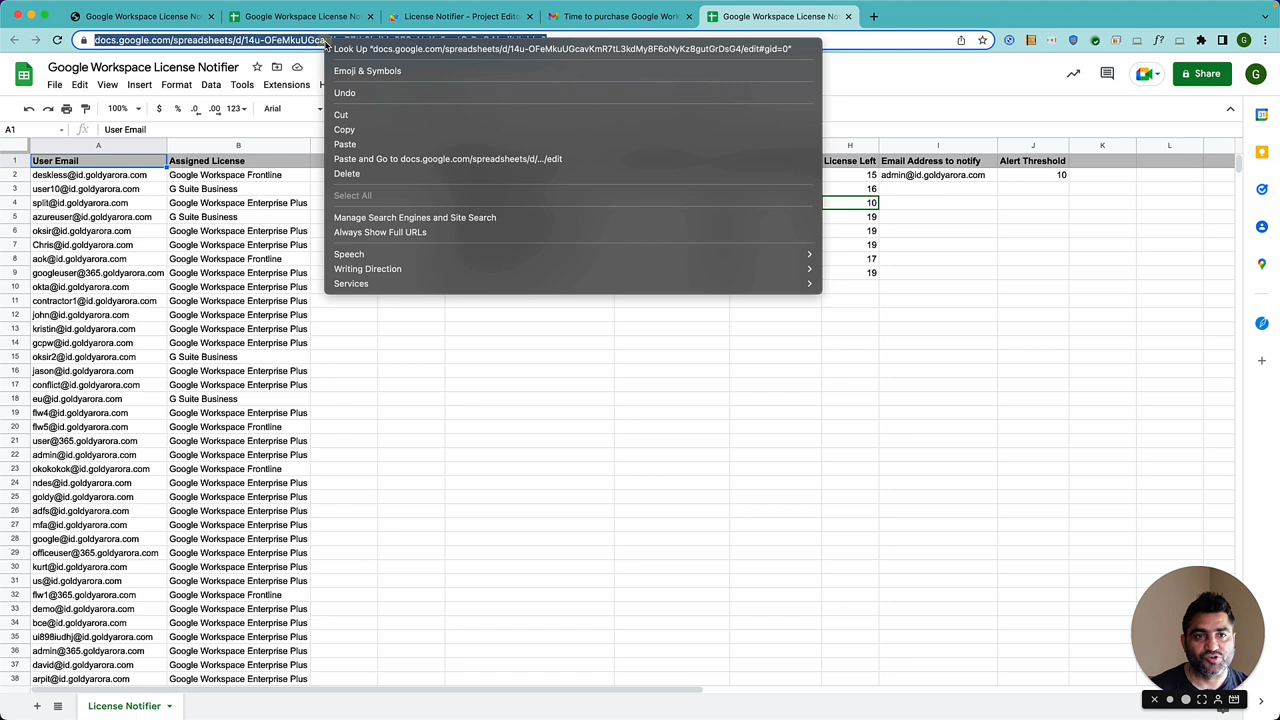 Google Workspace License Not
Google Workspace License Notif
License Notifier - Project Edito
Time to purchase Google Work
Google Workspace License Noti
docs.google.com/spreadsheets/d/14u-OFeMkuUGcav
Google Workspace License Notifier
File Edit View Insert Format Data Tools Extensions H
Share
G
100% $ % .0 .00 123 Arial
A1 fx User Email
Look Up “docs.google.com/spreadsheets/d/14u-OFeMkuUGcavKmR7tL3kdMy8F6oNyKz6gutGrDsG4/edit#gid=0”
Emoji & Symbols
Undo
Cut
Copy
Paste
Paste and Go to docs.google.com/spreadsheets/d/.../edit
Delete
Select All
Manage Search Engines and Site Search
Always Show Full URLs
Speech
Writing Direction
Services
A B H I J K L
1 User Email Assigned License License Left Email Address to notify Alert Threshold
2 deskless@id.goldyarora.com Google Workspace Frontline 15 admin@id.goldyarora.com 10
3 user10@id.goldyarora.com G Suite Business 16
4 split@id.goldyarora.com Google Workspace Enterprise Plus 10
5 azureuser@id.goldyarora.com G Suite Business 19
6 oksir@id.goldyarora.com Google Workspace Enterprise Plus 19
7 Chris@id.goldyarora.com Google Workspace Enterprise Plus 19
8 aok@id.goldyarora.com Google Workspace Frontline 17
9 googleuser@365.goldyarora.com Google Workspace Enterprise Plus 19
10 okta@id.goldyarora.com Google Workspace Enterprise Plus
11 contractor1@id.goldyarora.com Google Workspace Enterprise Plus
12 john@id.goldyarora.com Google Workspace Enterprise Plus
13 kristin@id.goldyarora.com Google Workspace Enterprise Plus
14 gcpw@id.goldyarora.com Google Workspace Enterprise Plus
15 oksir2@id.goldyarora.com G Suite Business
16 jason@id.goldyarora.com Google Workspace Enterprise Plus
17 conflict@id.goldyarora.com Google Workspace Enterprise Plus
18 eu@id.goldyarora.com G Suite Business
19 flw4@id.goldyarora.com Google Workspace Enterprise Plus
20 flw5@id.goldyarora.com Google Workspace Frontline
21 user@365.goldyarora.com Google Workspace Enterprise Plus
22 admin@id.goldyarora.com Google Workspace Enterprise Plus
23 okokokok@id.goldyarora.com Google Workspace Frontline
24 ndes@id.goldyarora.com Google Workspace Enterprise Plus
25 goldy@id.goldyarora.com Google Workspace Enterprise Plus
26 adfs@id.goldyarora.com Google Workspace Enterprise Plus
27 mfa@id.goldyarora.com Google Workspace Enterprise Plus
28 google@id.goldyarora.com Google Workspace Enterprise Plus
29 officeuser@365.goldyarora.com Google Workspace Enterprise Plus
30 kurt@id.goldyarora.com Google Workspace Enterprise Plus
31 us@id.goldyarora.com Google Workspace Enterprise Plus
32 flw1@365.goldyarora.com Google Workspace Frontline
33 demo@id.goldyarora.com Google Workspace Enterprise Plus
34 bce@id.goldyarora.com Google Workspace Enterprise Plus
35 ui898iudhj@id.goldyarora.com Google Workspace Enterprise Plus
36 admin@365.goldyarora.com Google Workspace Enterprise Plus
37 david@id.goldyarora.com Google Workspace Enterprise Plus
38 arpit@id.goldyarora.com Google Workspace Enterprise Plus
License Notifier